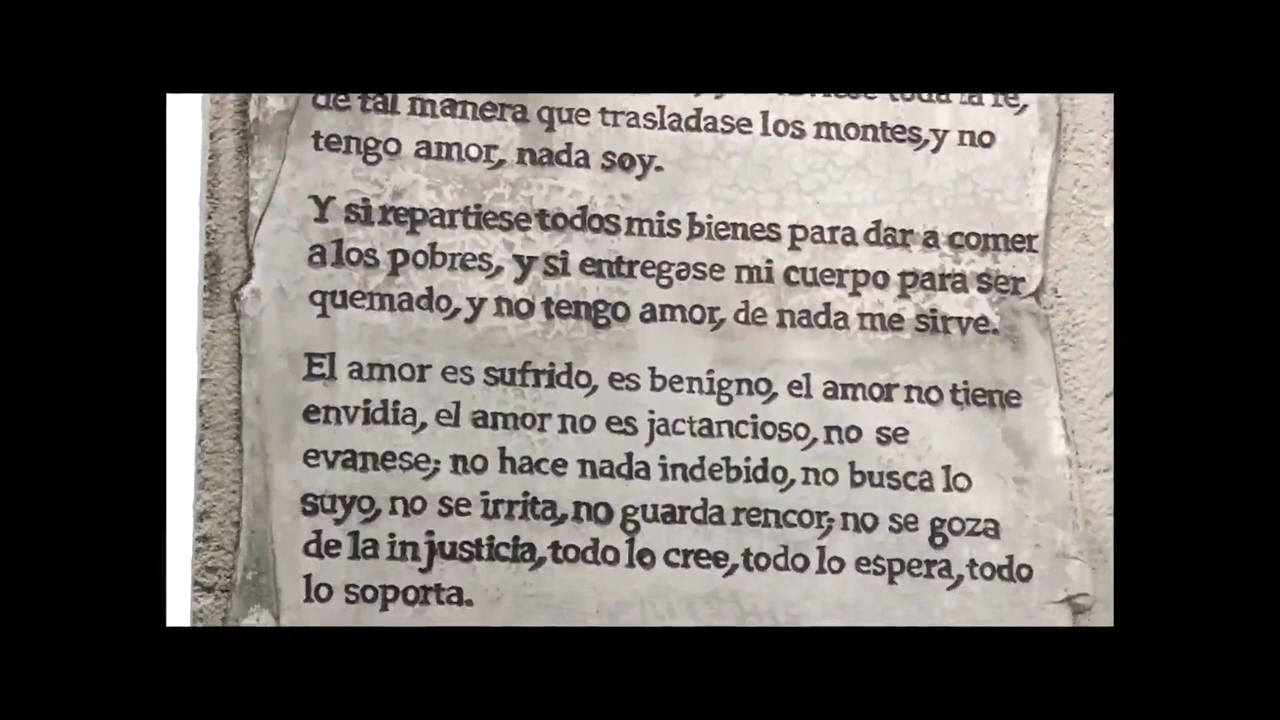 toda la fe,
de tal manera que trasladase los montes, y no
tengo amor, nada soy.
Y si repartiese todos mis bienes para dar a comer
a los pobres, y si entregase mi cuerpo para ser
quemado, y no tengo amor, de nada me sirve.
El amor es sufrido, es benigno, el amor no tiene
envidia, el amor no es jactancioso, no se
evanese; no hace nada indebido, no busca lo
suyo, no se irrita, no guarda rencor; no se goza
de la injusticia, todo lo cree, todo lo espera, todo
lo soporta.